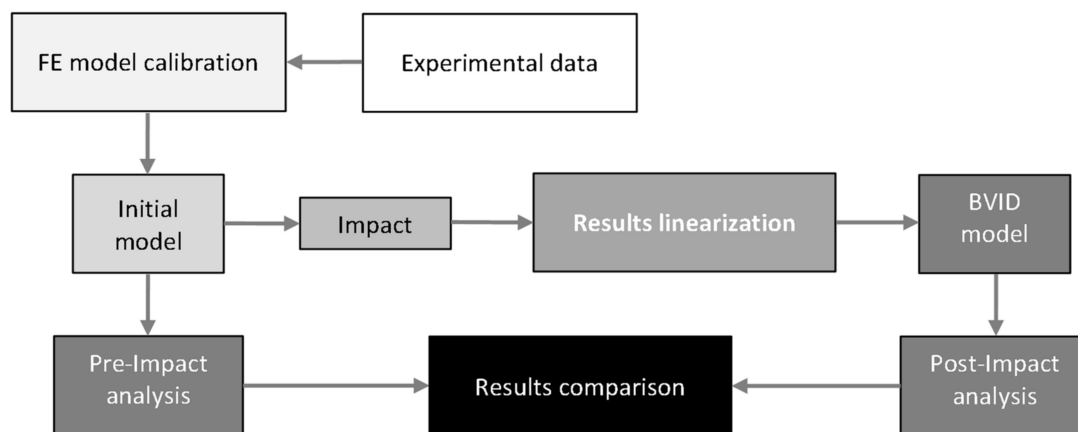 FE model calibration
Experimental data
Initial
model
Impact
Results linearization
BVID
model
Pre-Impact
analysis
Results comparison
Post-Impact
analysis